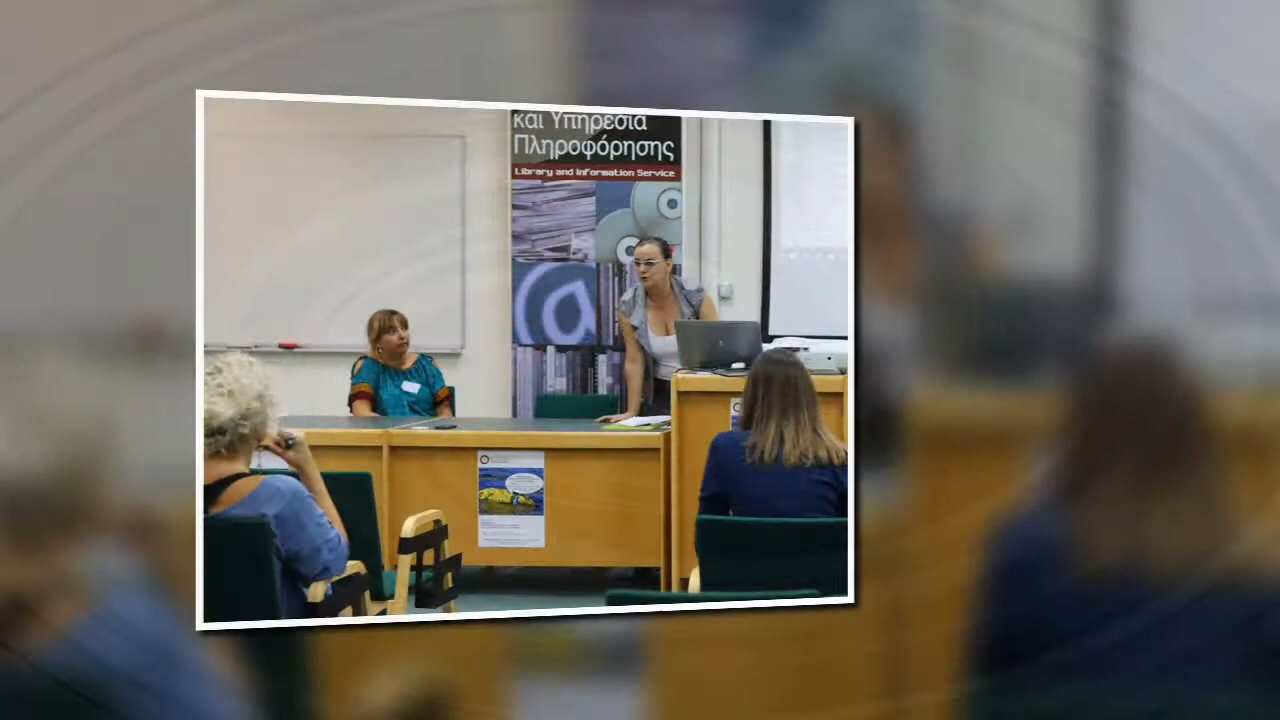 και Υπηρεσία
Πληροφόρησης
Library and Information Service